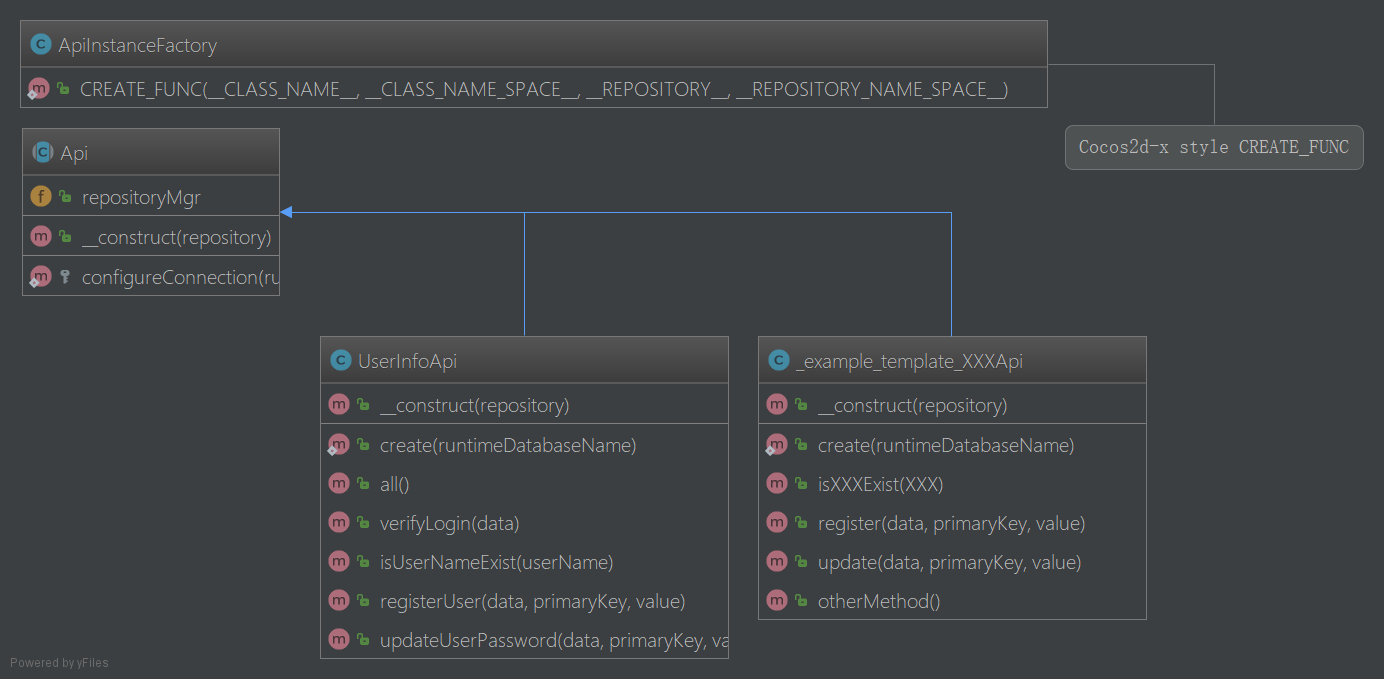 ApiInstanceFactory
CREATE_FUNC(__CLASS_NAME__, __CLASS_NAME_SPACE__, __REPOSITORY__, __REPOSITORY_NAME_SPACE__)
Cocos2d-x style CREATE_FUNC
Api
repositoryMgr
__construct(repository)
configureConnection(ru
UserInfoApi
__construct(repository)
create(runtimeDatabaseName)
all()
verifyLogin(data)
isUserNameExist(userName)
registerUser(data, primaryKey, value)
updateUserPassword(data, primaryKey, va
_example_template_XXXApi
__construct(repository)
create(runtimeDatabaseName)
isXXXExist(XXX)
register(data, primaryKey, value)
update(data, primaryKey, value)
otherMethod()
Powered by yFiles